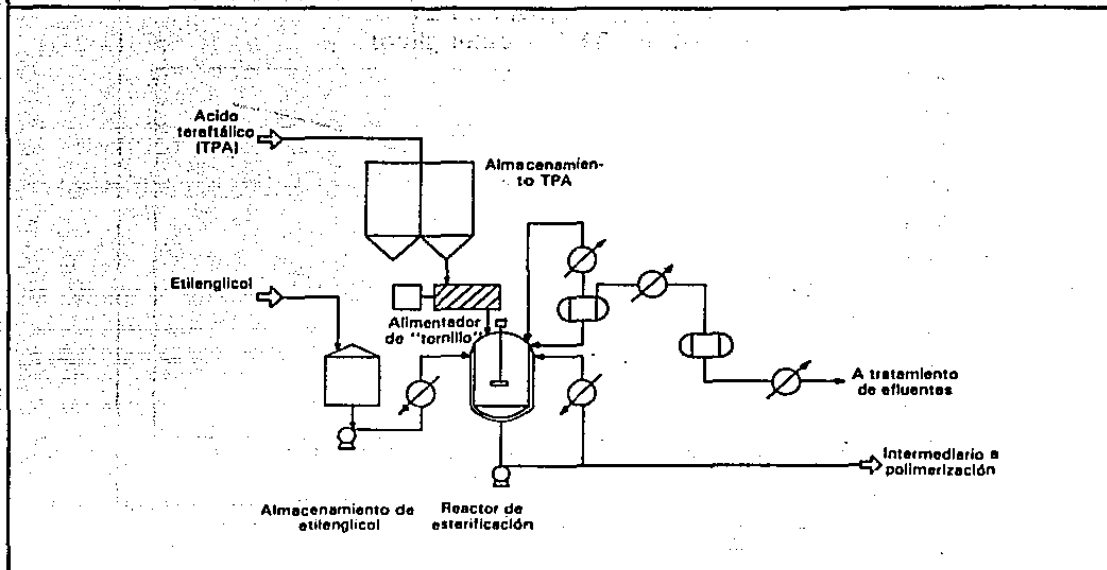 Acido
teraftálico
(TPA)
Almacenamien-
to TPA
Etilenglicol
Alimentador
de "tornillo"
A tratamiento
de efluentes
Intermediario a
polimerización
Almacenamiento de
etilenglicol
Reactor de
esterificación